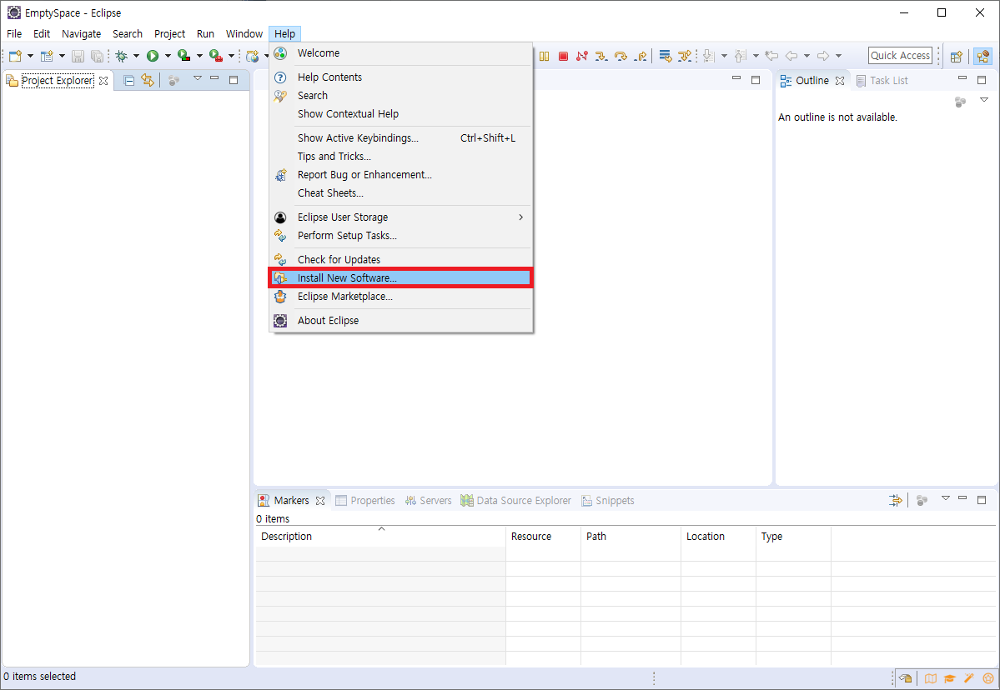 EmptySpace - Eclipse
File Edit Navigate Search Project Run Window Help
Quick Access
Project Explorer
Welcome
Help Contents
Search
Show Contextual Help
Show Active Keybindings... Ctrl+Shift+L
Tips and Tricks...
Report Bug or Enhancement...
Cheat Sheets...
Eclipse User Storage
Perform Setup Tasks...
Check for Updates
Install New Software...
Eclipse Marketplace...
About Eclipse
Outline Task List
An outline is not available.
Markers Properties Servers Data Source Explorer Snippets
0 items
Description Resource Path Location Type
0 items selected